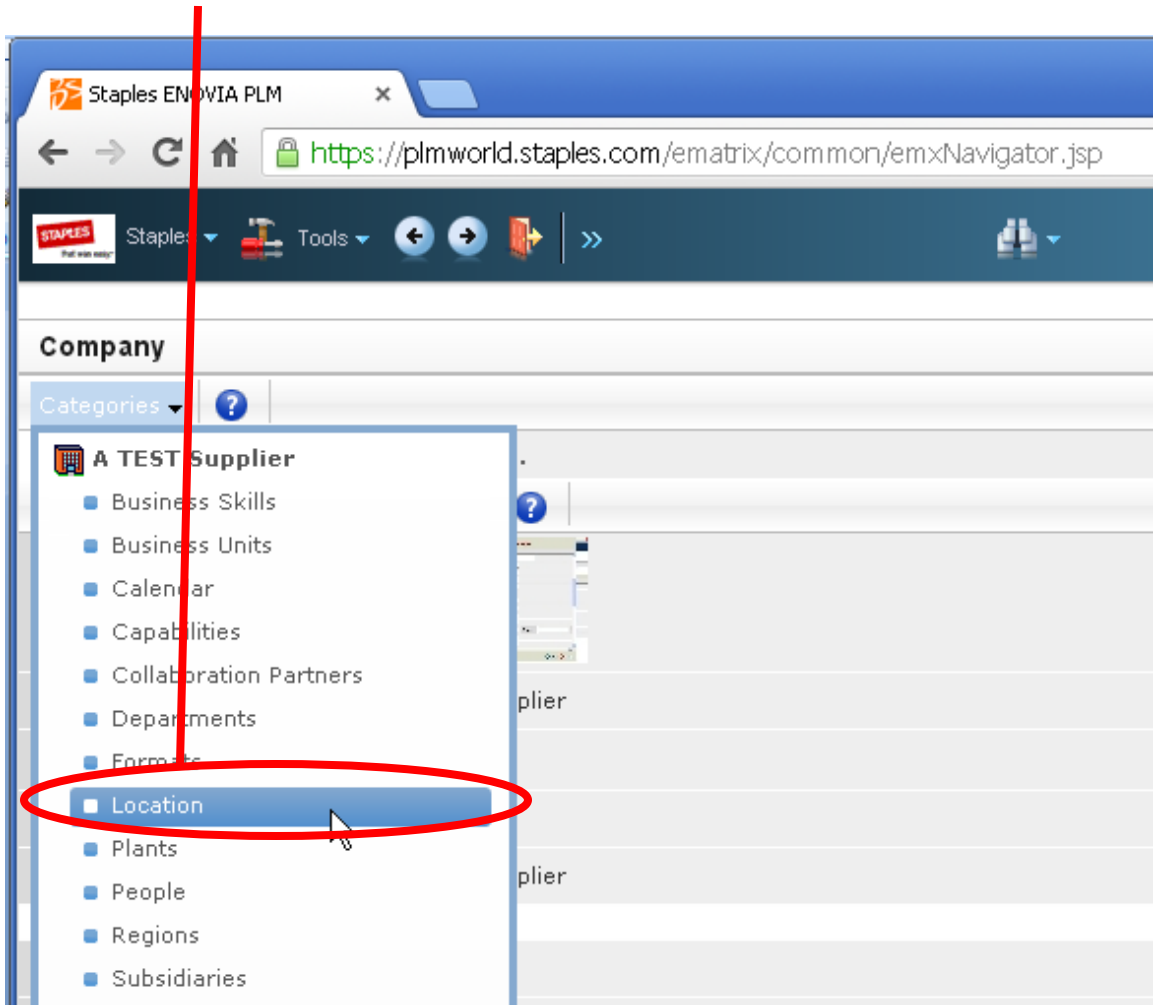 Staples ENOVIA PLM
https://plmworld.staples.com/ematrix/common/emxNavigator.jsp
STAPLES Staples Tools
Company
Categories
A TEST Supplier
.
Business Skills
Business Units
Calendar
Capabilities
Collaboration Partners
plier
Departments
Formats
Location
Plants
plier
People
Regions
Subsidiaries